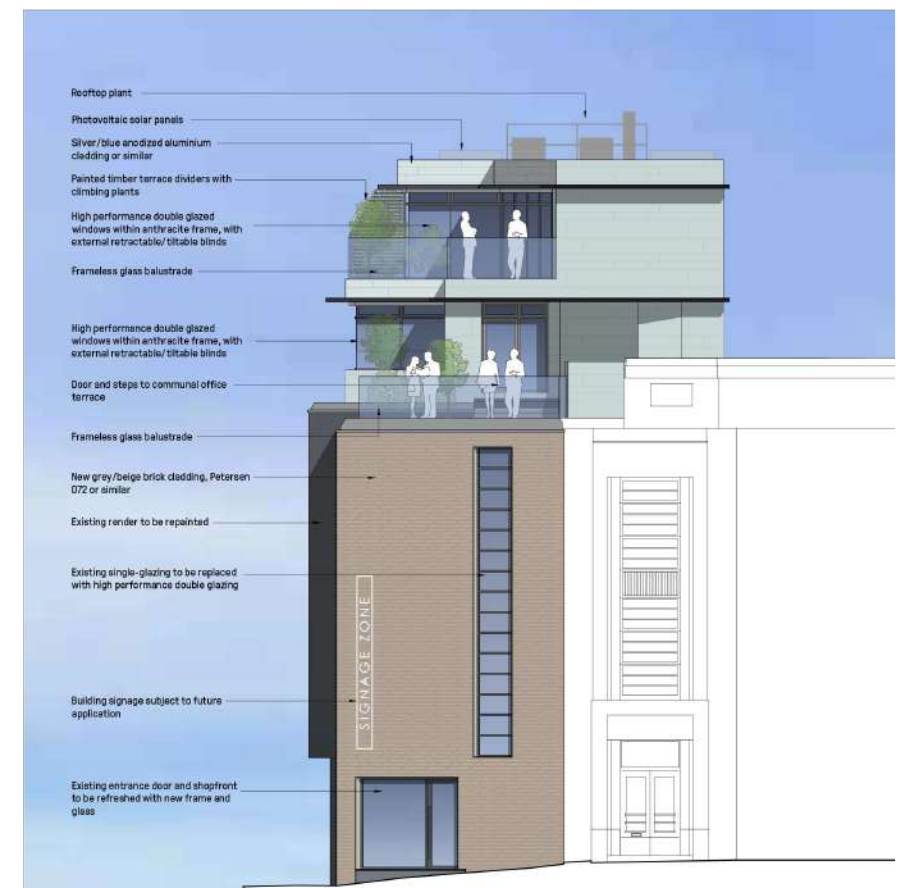 Rooftop plant
Photovoltaic solar panels
Silver/blue anodized aluminium
cladding or similar
Painted timber terrace dividers with
climbing plants
High performance double glazed
windows within anthracite frame, with
external retractable/tiltable blinds
Frameless glass balustrade
High performance double glazed
windows within anthracite frame, with
external retractable/tiltable blinds
Door and steps to communal office
terrace
Frameless glass balustrade
New grey/beige brick cladding, Petersen
D72 or similar
Existing render to be repainted
Existing single-glazing to be replaced
with high performance double glazing
SIGNAGE ZONE
Building signage subject to future
application
Existing entrance door and shopfront
to be refreshed with new frame and
glass